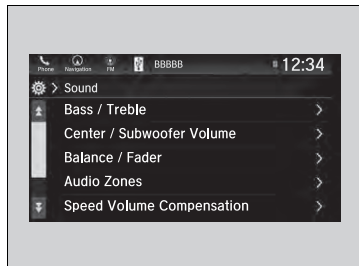 Phone Navigation FM BBBBB 12:34
> Sound
Bass / Treble
Center / Subwoofer Volume
Balance / Fader
Audio Zones
Speed Volume Compensation